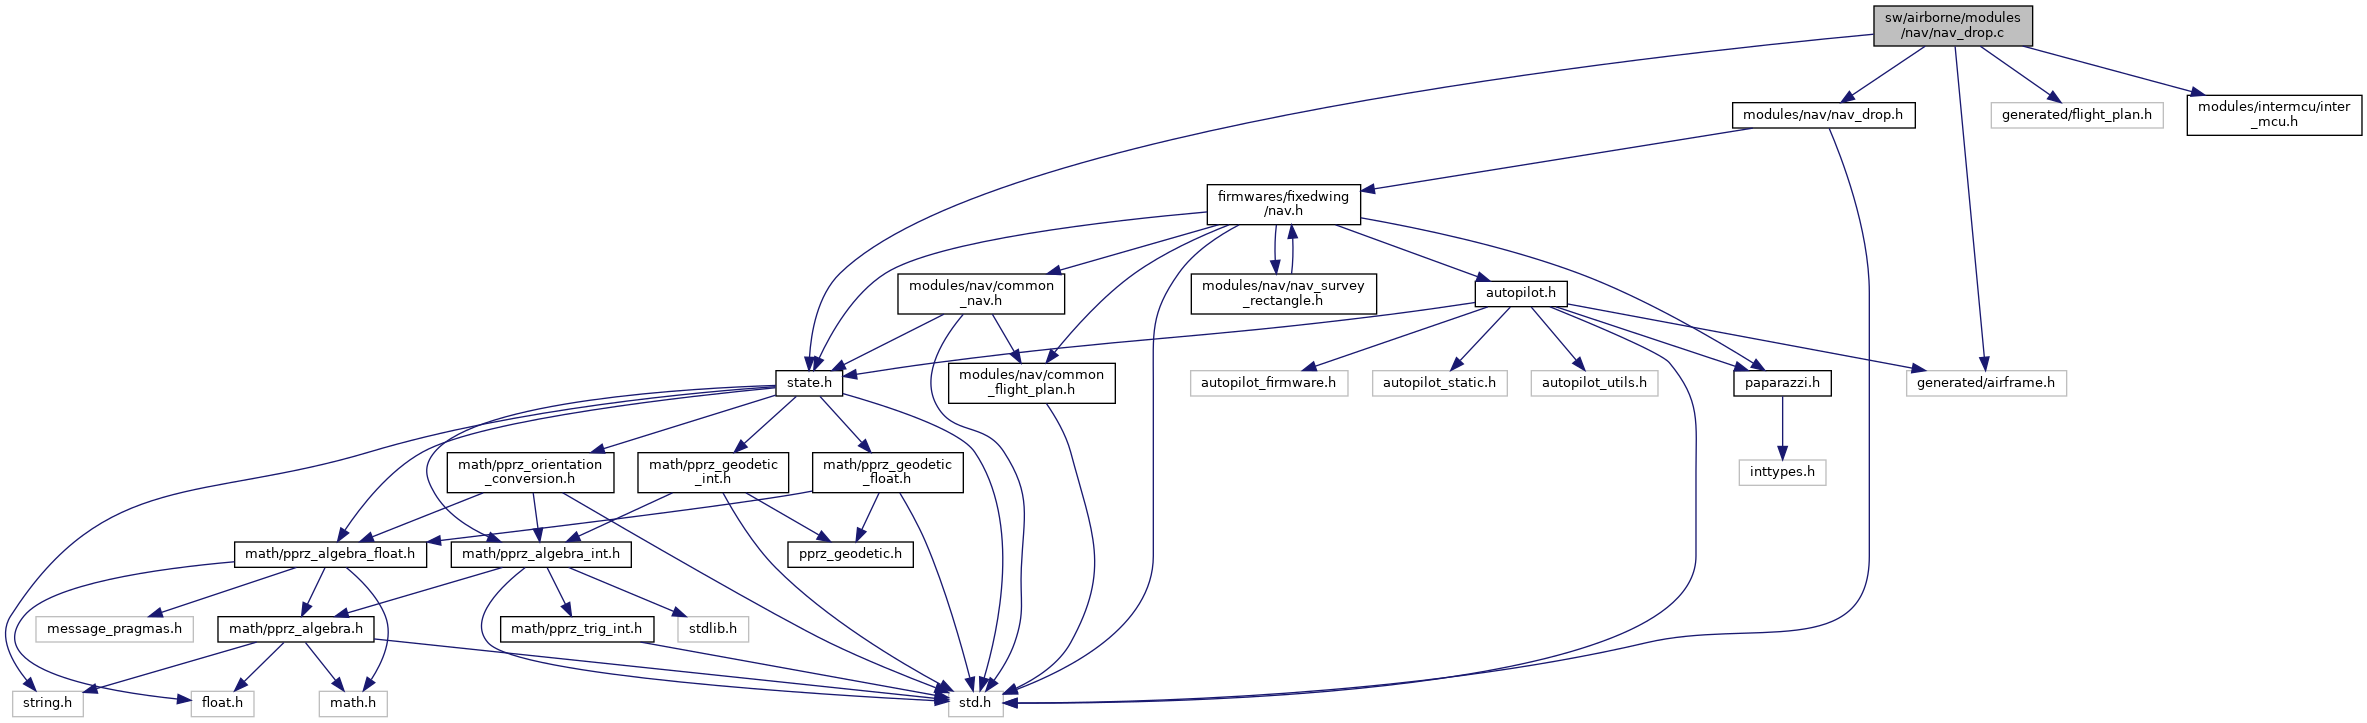 sw/airborne/modules
/nav/nav_drop.c
modules/nav/nav_drop.h
generated/flight_plan.h
modules/intermcu/inter
_mcu.h
firmwares/fixedwing
/nav.h
modules/nav/common
_nav.h
modules/nav/nav_survey
_rectangle.h
autopilot.h
state.h
modules/nav/common
_flight_plan.h
autopilot_firmware.h
autopilot_static.h
autopilot_utils.h
paparazzi.h
generated/airframe.h
math/pprz_orientation
_conversion.h
math/pprz_geodetic
_int.h
math/pprz_geodetic
_float.h
inttypes.h
math/pprz_algebra_float.h
math/pprz_algebra_int.h
pprz_geodetic.h
message_pragmas.h
math/pprz_algebra.h
math/pprz_trig_int.h
stdlib.h
string.h
float.h
math.h
std.h